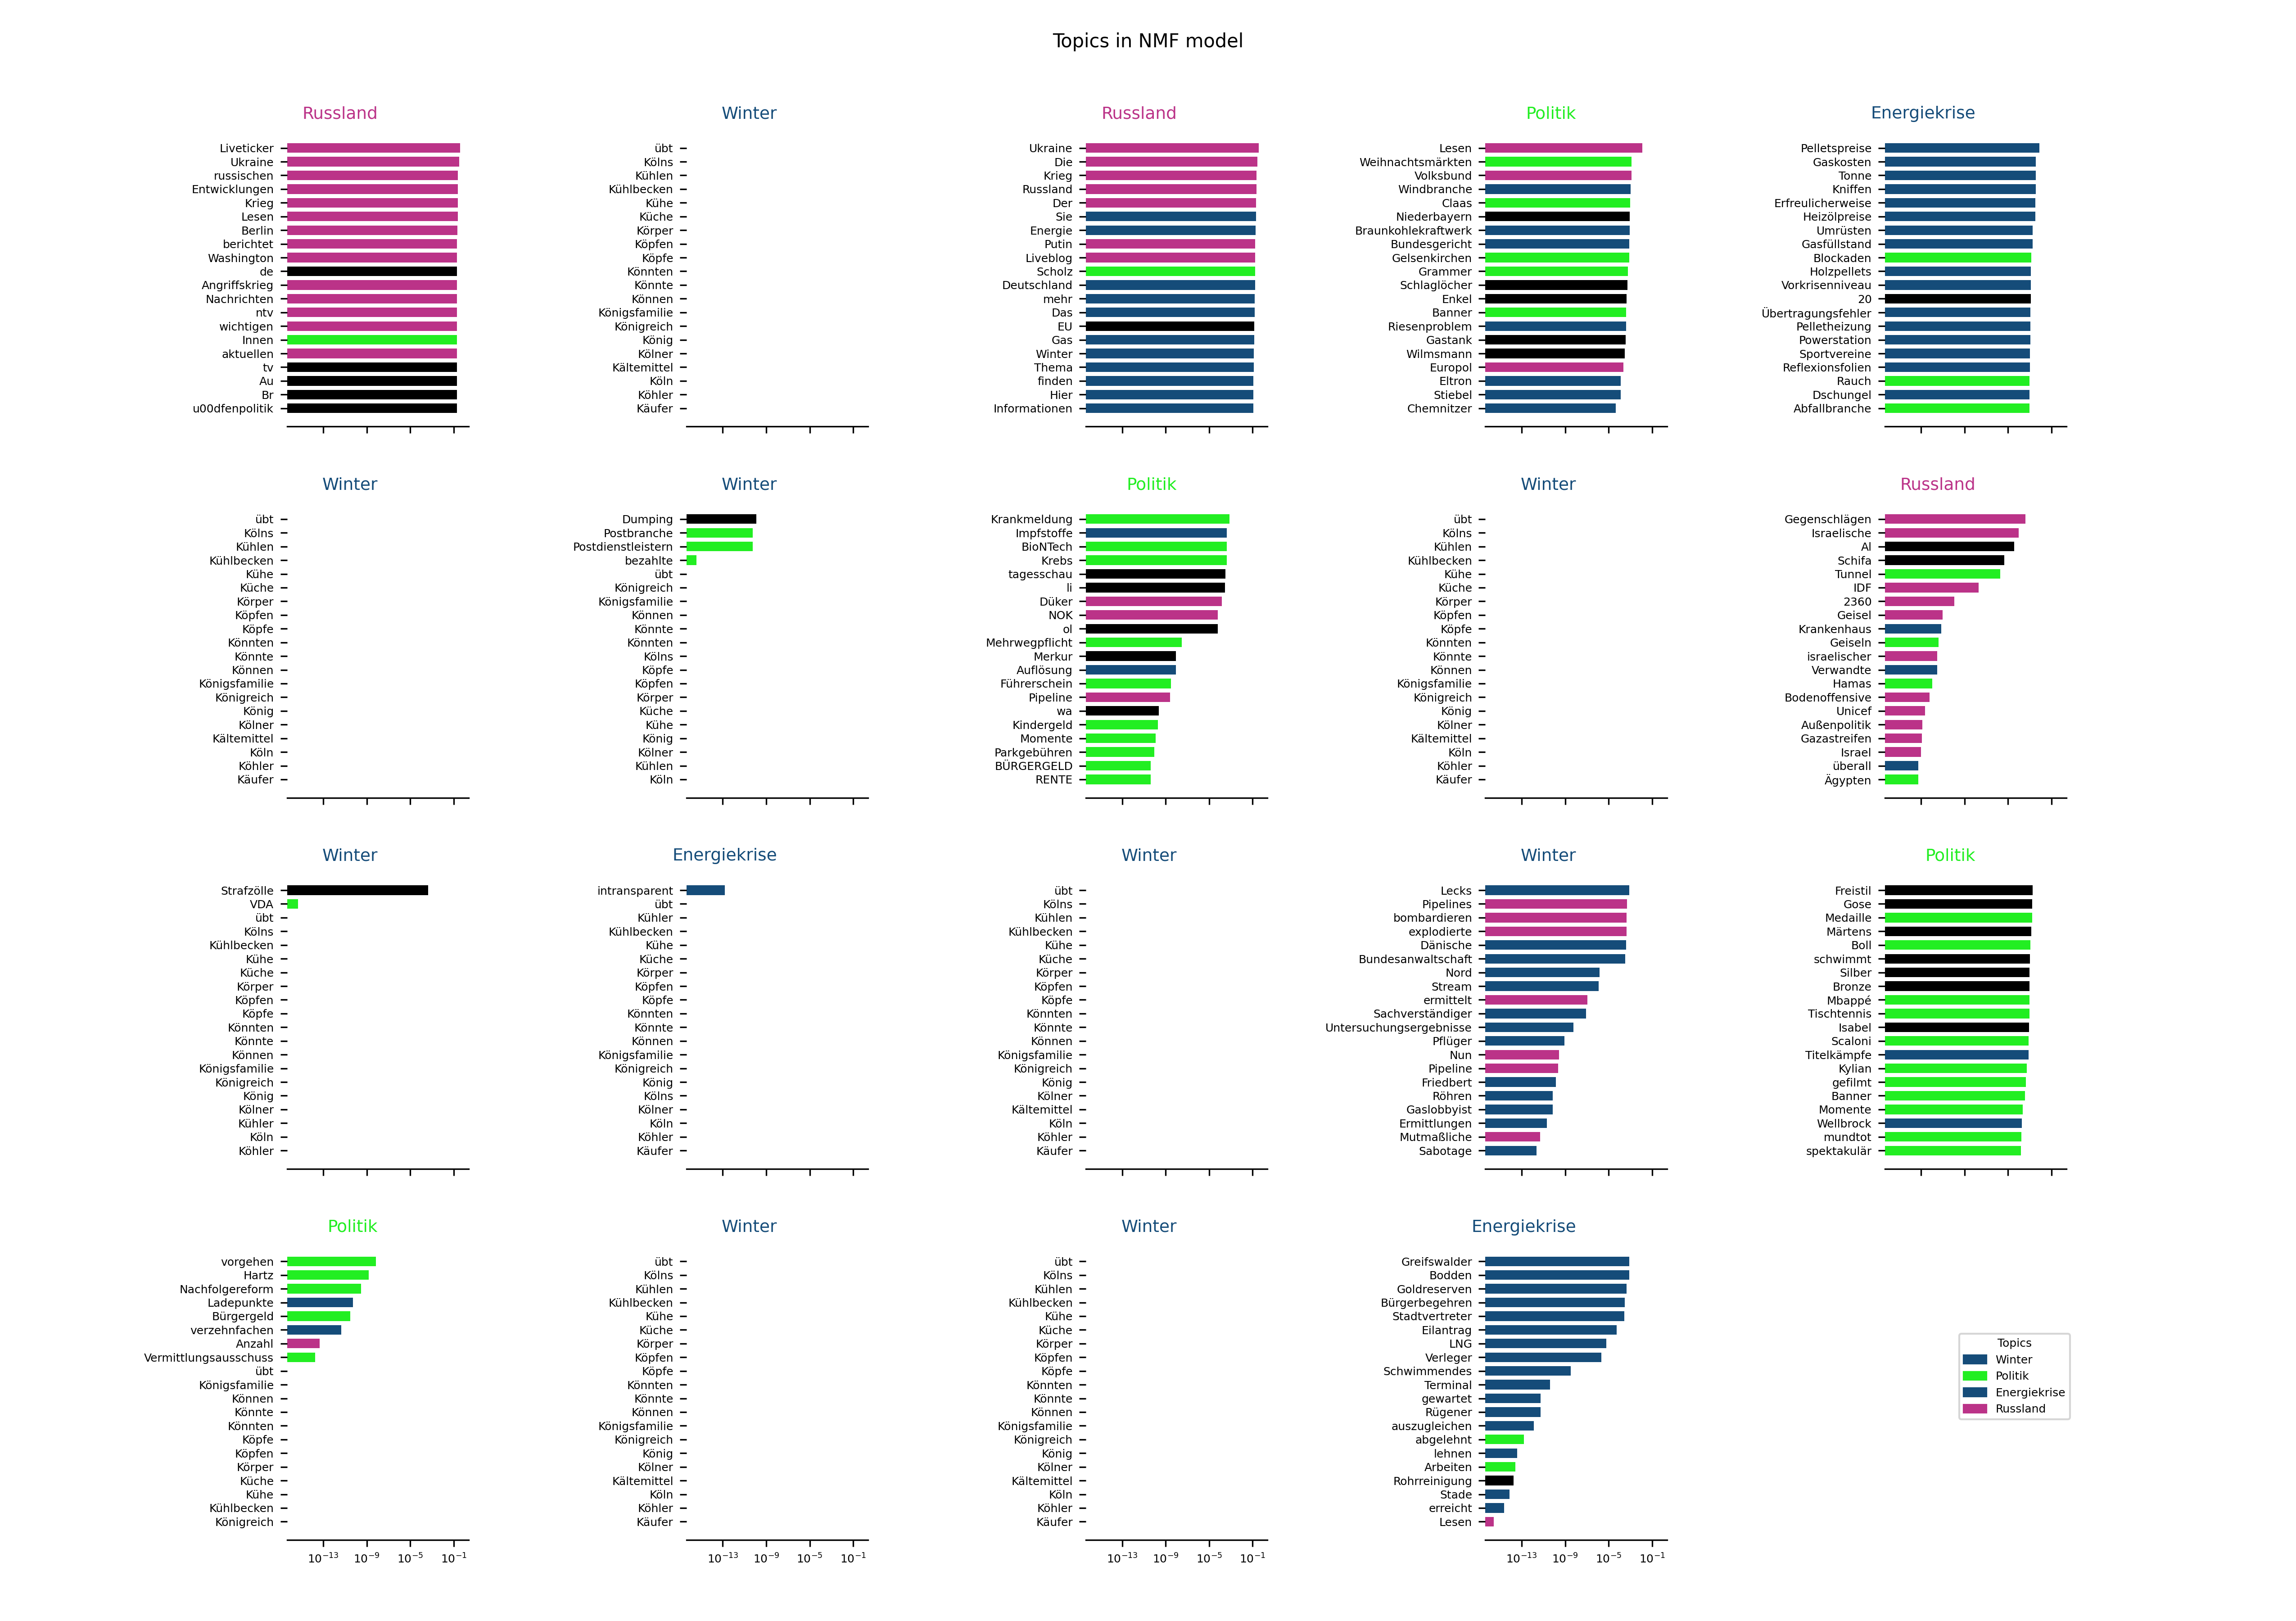 Topics in NMF model
Russland
Liveticker
Ukraine
russischen
Entwicklungen
Krieg
Lesen
Berlin
berichtet
Washington
de
Angriffskrieg
Nachrichten
ntv
wichtigen
Innen
aktuellen
tv
Au
Br
u00dfenpolitik
Winter
übt
Kölns
Kühlen
Kühlbecken
Kühe
Küche
Körper
Köpfen
Köpfe
Könnten
Könnte
Können
Königsfamilie
Königreich
König
Kölner
Kältemittel
Köln
Köhler
Käufer
Russland
Ukraine
Die
Krieg
Russland
Der
Sie
Energie
Putin
Liveblog
Scholz
Deutschland
mehr
Das
EU
Gas
Winter
Thema
finden
Hier
Informationen
Politik
Lesen
Weihnachtsmärkten
Volksbund
Windbranche
Claas
Niederbayern
Braunkohlekraftwerk
Bundesgericht
Gelsenkirchen
Grammer
Schlaglöcher
Enkel
Banner
Riesenproblem
Gastank
Wilmsmann
Europol
Eltron
Stiebel
Chemnitzer
Energiekrise
Pelletspreise
Gaskosten
Tonne
Kniffen
Erfreulicherweise
Heizölpreise
Umrüsten
Gasfüllstand
Blockaden
Holzpellets
Vorkrisenniveau
20
Übertragungsfehler
Pelletheizung
Powerstation
Sportvereine
Reflexionsfolien
Rauch
Dschungel
Abfallbranche
Winter
übt
Kölns
Kühlen
Kühlbecken
Kühe
Küche
Körper
Köpfen
Köpfe
Könnten
Könnte
Können
Königsfamilie
Königreich
König
Kölner
Kältemittel
Köln
Köhler
Käufer
Winter
Dumping
Postbranche
Postdienstleistern
bezahlte
übt
Königreich
Königsfamilie
Können
Könnte
Könnten
Kölns
Köpfe
Köpfen
Körper
Küche
Kühe
König
Kölner
Kühlen
Köln
Politik
Krankmeldung
Impfstoffe
BioNTech
Krebs
tagesschau
li
Düker
NOK
ol
Mehrwegpflicht
Merkur
Auflösung
Führerschein
Pipeline
wa
Kindergeld
Momente
Parkgebühren
BÜRGERGELD
RENTE
Winter
übt
Kölns
Kühlen
Kühlbecken
Kühe
Küche
Körper
Köpfen
Köpfe
Könnten
Könnte
Können
Königsfamilie
Königreich
König
Kölner
Kältemittel
Köln
Köhler
Käufer
Russland
Gegenschlägen
Israelische
Al
Schifa
Tunnel
IDF
2360
Geisel
Krankenhaus
Geiseln
israelischer
Verwandte
Hamas
Bodenoffensive
Unicef
Außenpolitik
Gazastreifen
Israel
überall
Ägypten
Winter
Strafzölle
VDA
übt
Kölns
Kühlbecken
Kühe
Küche
Körper
Köpfen
Köpfe
Könnten
Könnte
Können
Königsfamilie
Königreich
König
Kölner
Kühler
Köln
Köhler
Energiekrise
intransparent
übt
Kühler
Kühlbecken
Kühe
Küche
Körper
Köpfen
Köpfe
Könnten
Könnte
Können
Königsfamilie
Königreich
König
Kölns
Kölner
Köln
Köhler
Käufer
Winter
übt
Kölns
Kühlen
Kühlbecken
Kühe
Küche
Körper
Köpfen
Köpfe
Könnten
Könnte
Können
Königsfamilie
Königreich
König
Kölner
Kältemittel
Köln
Köhler
Käufer
Winter
Lecks
Pipelines
bombardieren
explodierte
Dänische
Bundesanwaltschaft
Nord
Stream
ermittelt
Sachverständiger
Untersuchungsergebnisse
Pflüger
Nun
Pipeline
Friedbert
Röhren
Gaslobbyist
Ermittlungen
Mutmaßliche
Sabotage
Politik
Freistil
Gose
Medaille
Märtens
Boll
schwimmt
Silber
Bronze
Mbappé
Tischtennis
Isabel
Scaloni
Titelkämpfe
Kylian
gefilmt
Banner
Momente
Wellbrock
mundtot
spektakulär
Politik
vorgehen
Hartz
Nachfolgereform
Ladepunkte
Bürgergeld
verzehnfachen
Anzahl
Vermittlungsausschuss
übt
Königsfamilie
Können
Könnte
Könnten
Köpfe
Köpfen
Körper
Küche
Kühe
Kühlbecken
Königreich
10⁻¹³ 10⁻⁹ 10⁻⁵ 10⁻¹
Winter
übt
Kölns
Kühlen
Kühlbecken
Kühe
Küche
Körper
Köpfen
Köpfe
Könnten
Könnte
Können
Königsfamilie
Königreich
König
Kölner
Kältemittel
Köln
Köhler
Käufer
10⁻¹³ 10⁻⁹ 10⁻⁵ 10⁻¹
Winter
übt
Kölns
Kühlen
Kühlbecken
Kühe
Küche
Körper
Köpfen
Köpfe
Könnten
Könnte
Können
Königsfamilie
Königreich
König
Kölner
Kältemittel
Köln
Köhler
Käufer
10⁻¹³ 10⁻⁹ 10⁻⁵ 10⁻¹
Energiekrise
Greifswalder
Bodden
Goldreserven
Bürgerbegehren
Stadtvertreter
Eilantrag
LNG
Verleger
Schwimmendes
Terminal
gewartet
Rügener
auszugleichen
abgelehnt
lehnen
Arbeiten
Rohrreinigung
Stade
erreicht
Lesen
10⁻¹³ 10⁻⁹ 10⁻⁵ 10⁻¹
Topics
Winter
Politik
Energiekrise
Russland